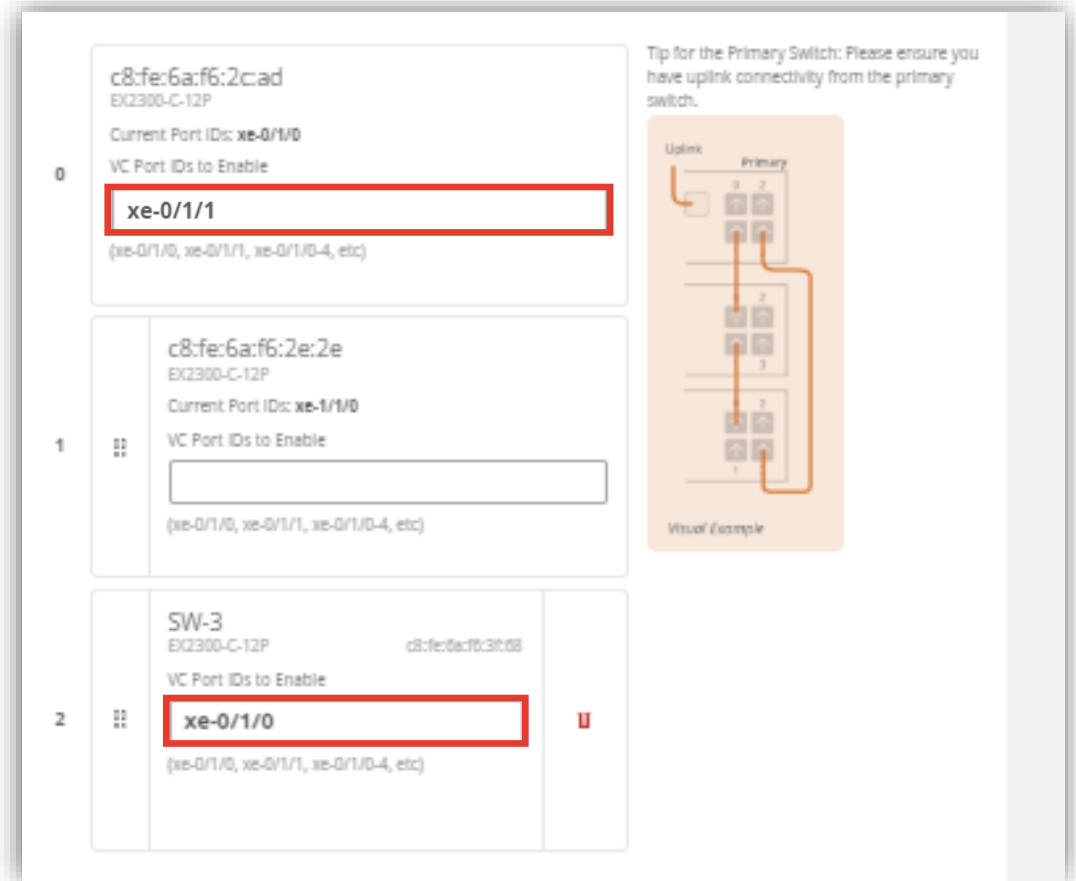 0
c8:fe:6a:f6:2c:ad
EX2300-C-12P
Current Port IDs: xe-0/1/0
VC Port IDs to Enable
xe-0/1/1
(xe-0/1/0, xe-0/1/1, xe-0/1/0-4, etc)
1
c8:fe:6a:f6:2e:2e
EX2300-C-12P
Current Port IDs: xe-1/1/0
VC Port IDs to Enable
(xe-0/1/0, xe-0/1/1, xe-0/1/0-4, etc)
2
SW-3
EX2300-C-12P
c8:fe:6a:f6:3f:68
VC Port IDs to Enable
xe-0/1/0
(xe-0/1/0, xe-0/1/1, xe-0/1/0-4, etc)
Tip for the Primary Switch: Please ensure you
have uplink connectivity from the primary
switch.
Uplink
Primary
0 2
2
3
2
1
Visual Example